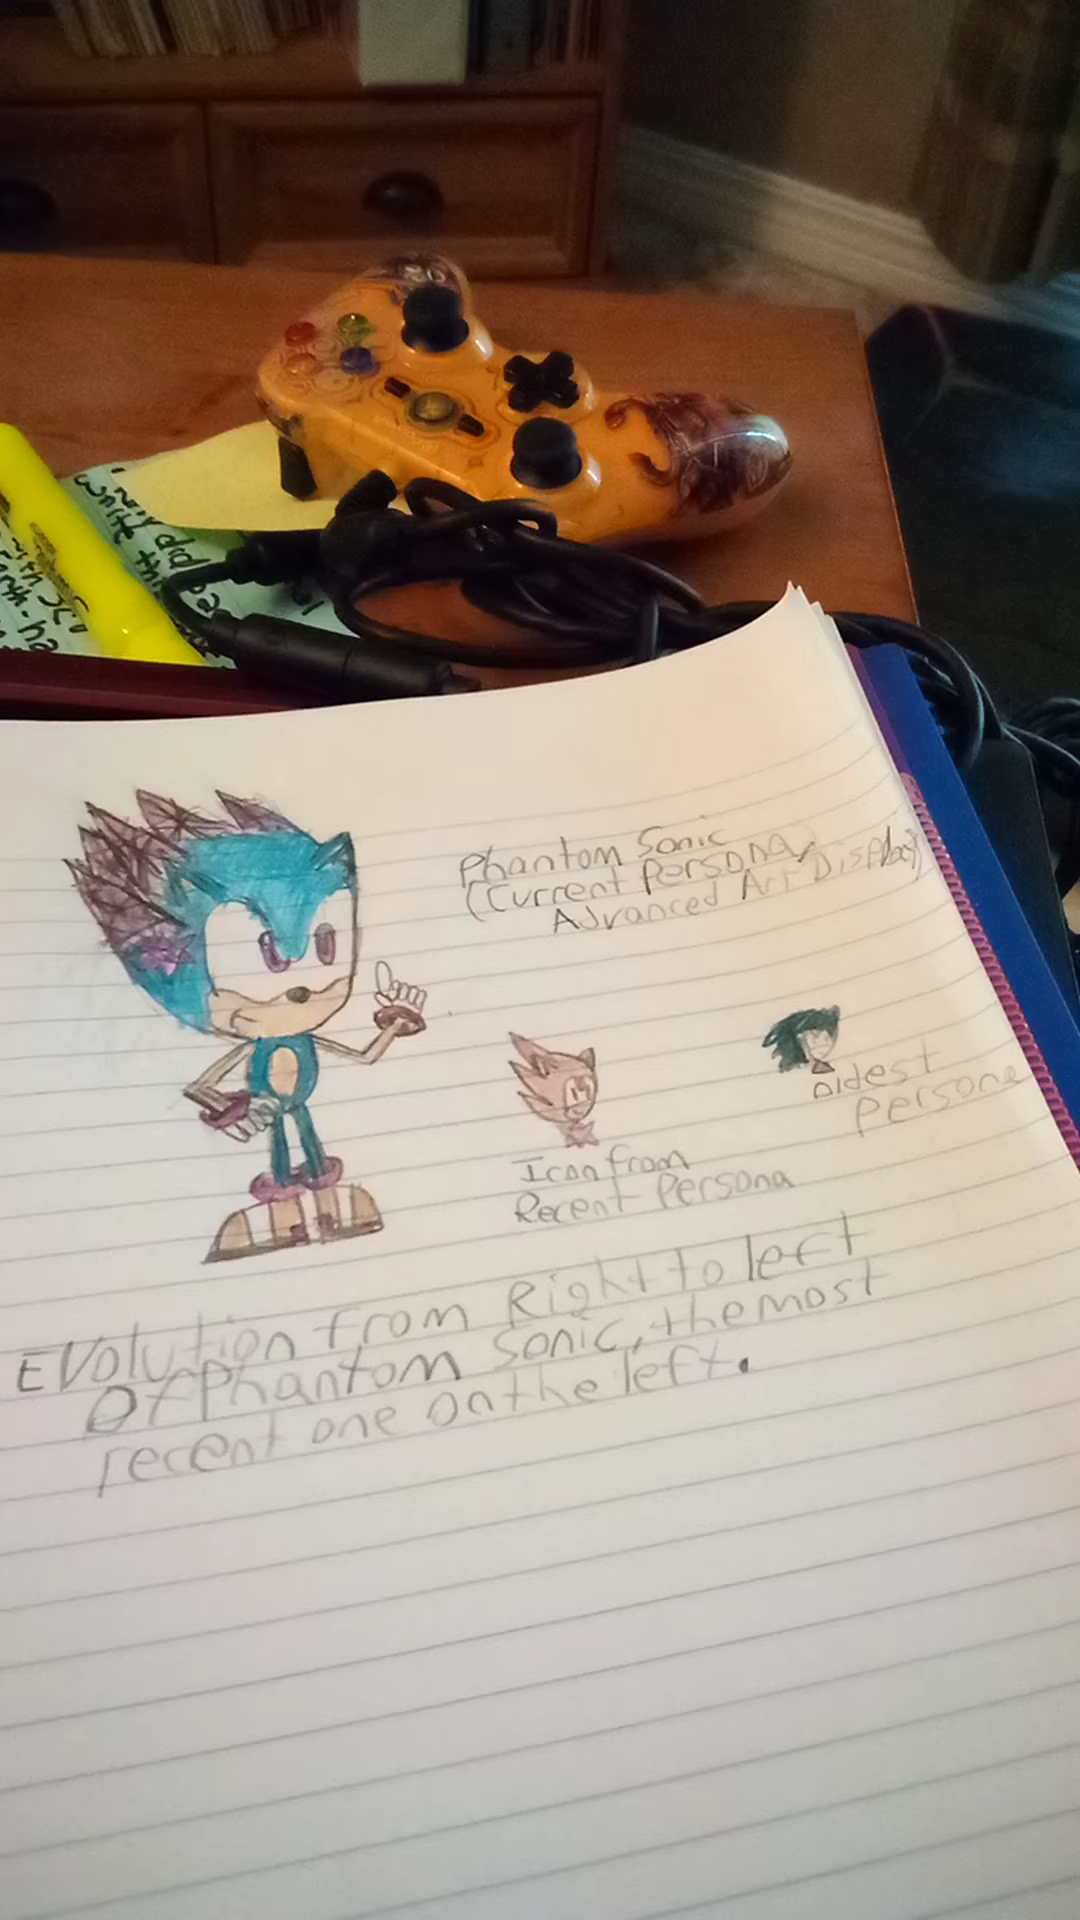 Phantom Sonic
(Current Persona,
Advanced Art Display)
Oldest
Persona
Icon from
Recent Persona
Evolution from Right to left
Of Phantom Sonic, the most
recent one on the left.